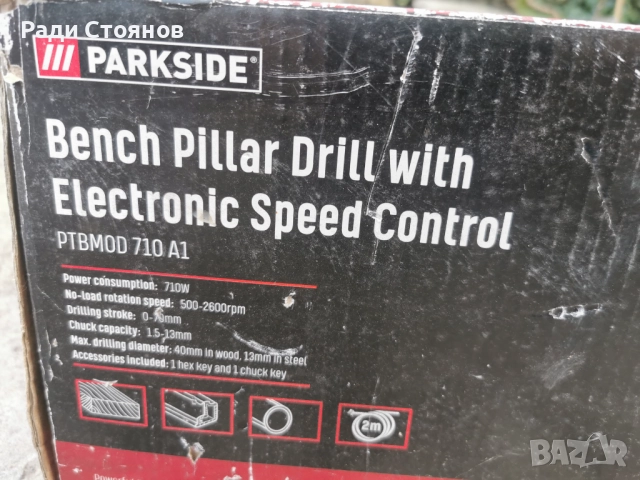 Ради Стоянов
PARKSIDE®
Bench Pillar Drill with
Electronic Speed Control
PTBMOD 710 A1
Power consumption: 710W
No-load rotation speed: 500-2600rpm
Drilling stroke:
Chuck capacity: 1.5-13mm
Max. drilling diameter: 40mm in wood, 13mm in steel
Accessories included: 1 hex key and 1 chuck key
2m
BAZAR